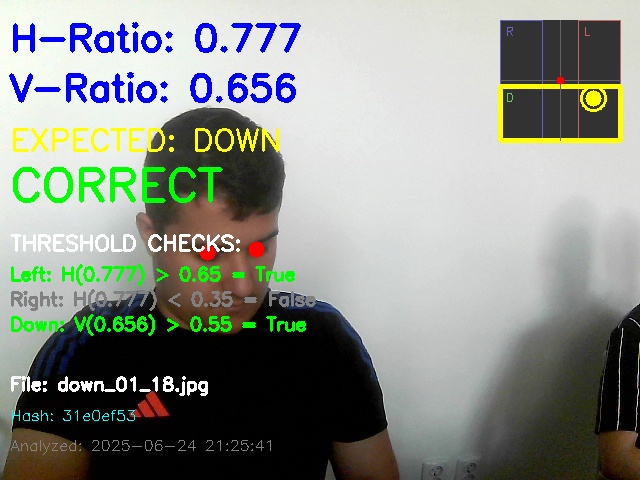 H-Ratio: 0.777
V-Ratio: 0.656
EXPECTED: DOWN
CORRECT
THRESHOLD CHECKS:
Left: H(0.777) > 0.65 = True
Right: H(0.777) < 0.35 = False
Down: V(0.656) > 0.55 = True
File: down_01_18.jpg
Hash: 31e0ef53
Analyzed: 2025-06-24 21:25:41
R L
D